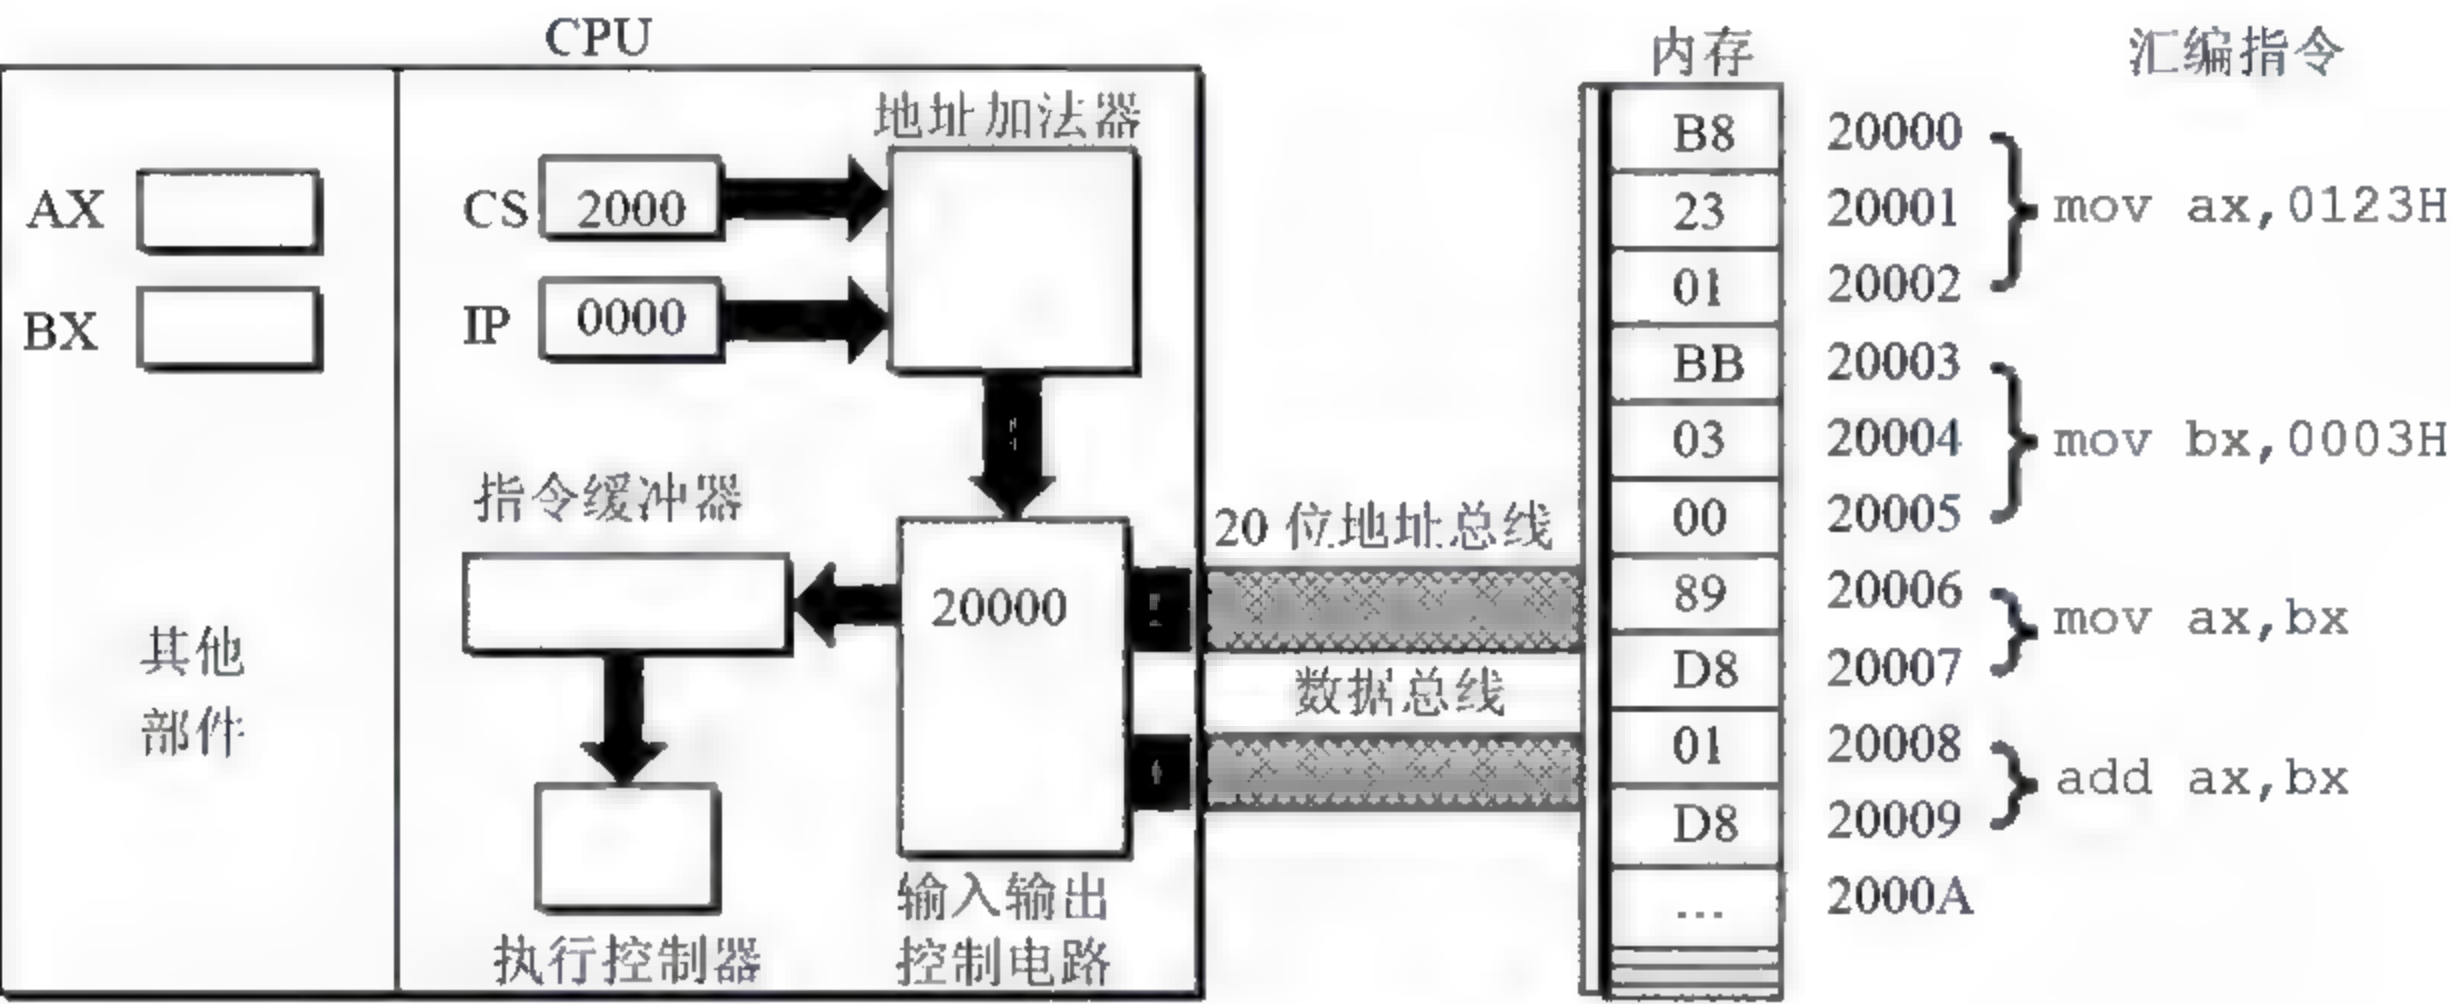 CPU
内存
汇编指令
地址加法器
AX
BX
CS
2000
IP
0000
指令缓冲器
20000
其他
部件
执行控制器
输入输出
控制电路
20 位地址总线
数据总线
B8 20000
23 20001
01 20002
mov ax,0123H
BB 20003
03 20004
00 20005
mov bx,0003H
89 20006
D8 20007
mov ax,bx
01 20008
D8 20009
add ax,bx
... 2000A